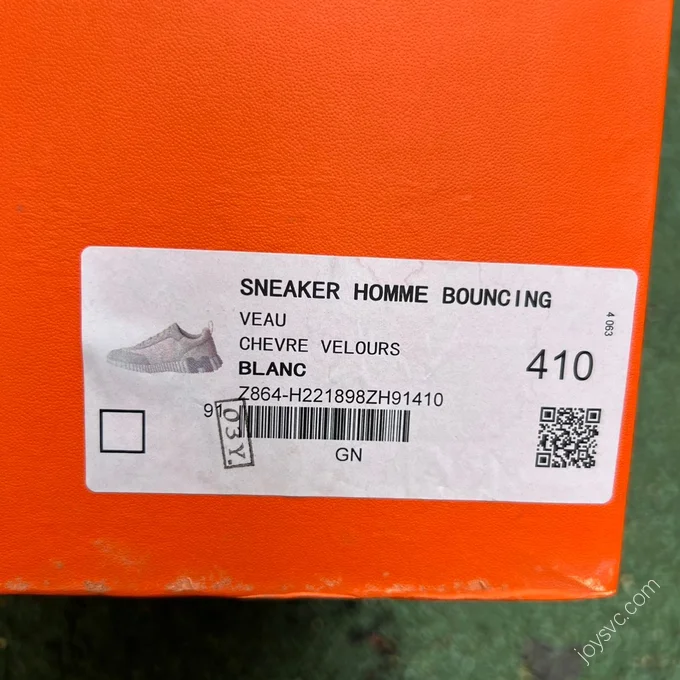 SNEAKER HOMME BOUNCING
VEAU
CHEVRE VELOURS
BLANC
Z864-H221898ZH91410
410
4 063
91
03Y.
GN
joysvc.com